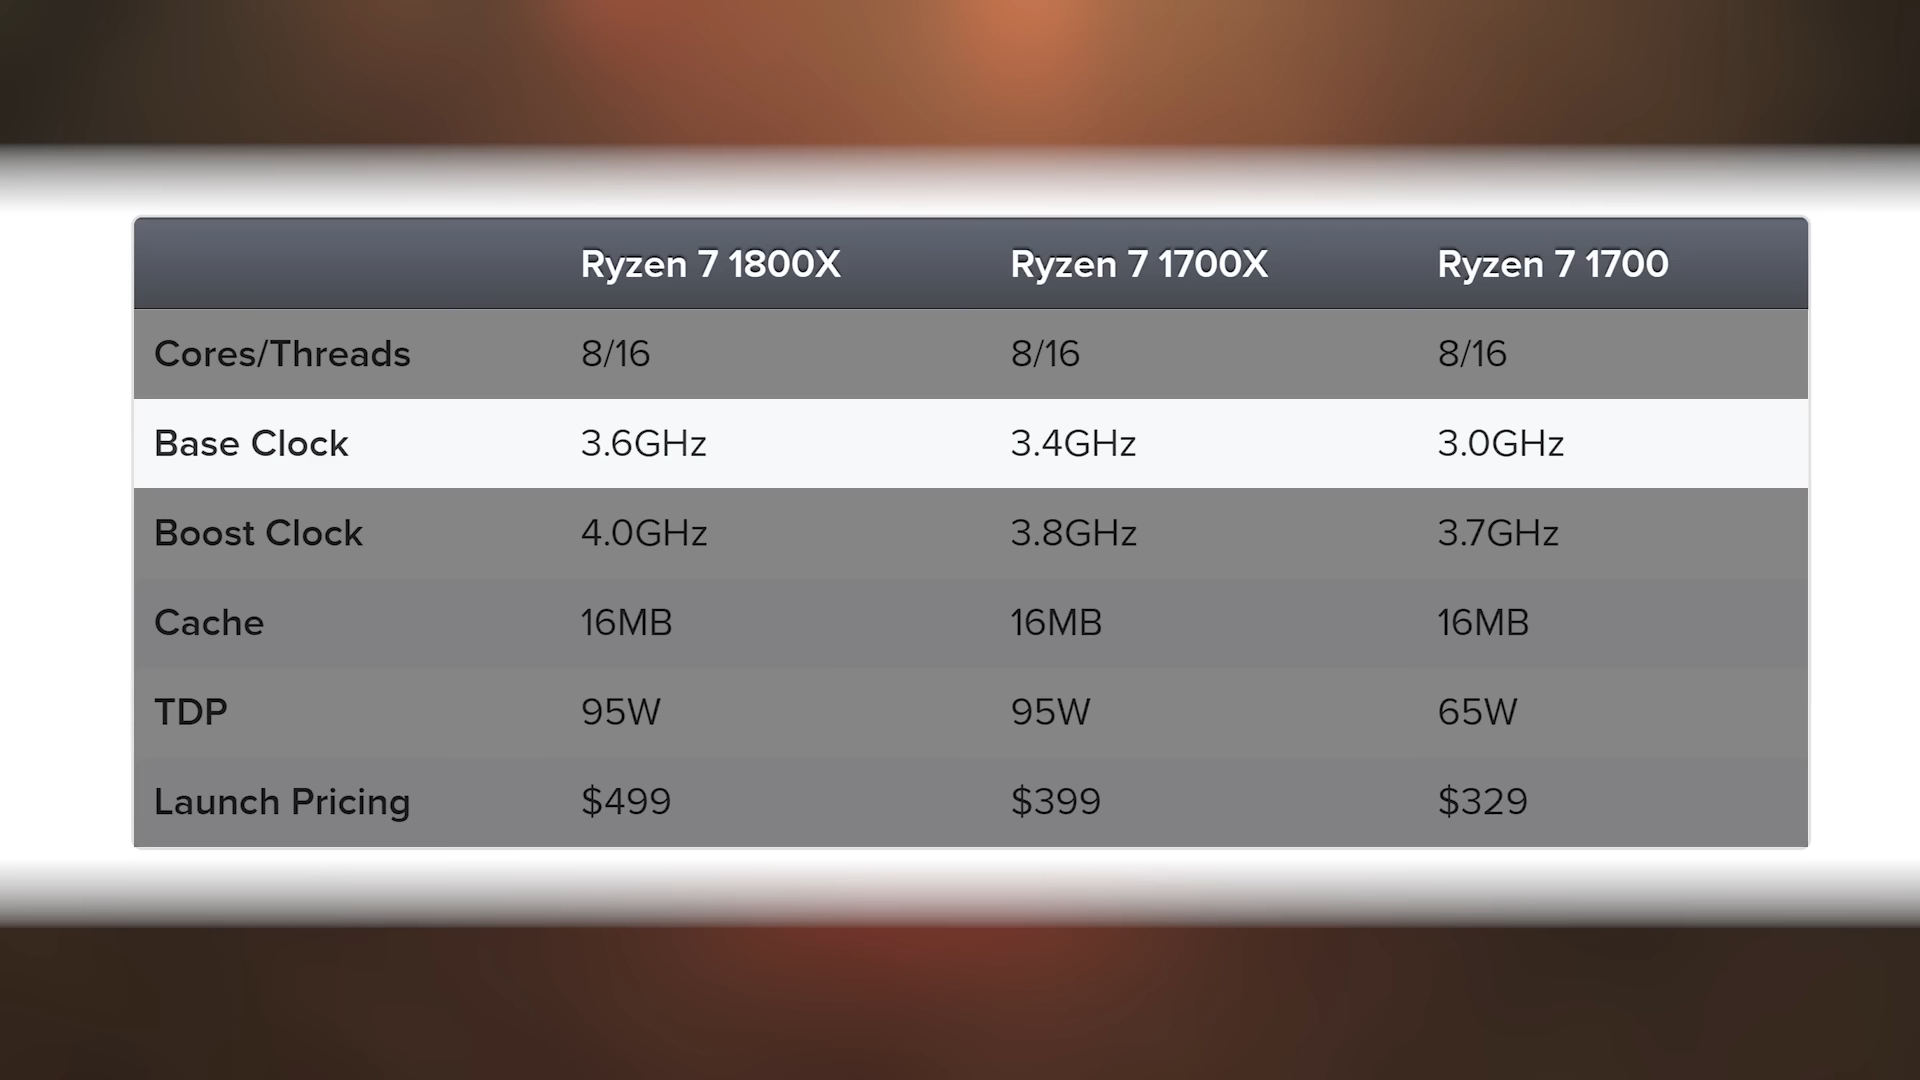 Ryzen 7 1800X Ryzen 7 1700X Ryzen 7 1700
Cores/Threads 8/16 8/16 8/16
Base Clock 3.6GHz 3.4GHz 3.0GHz
Boost Clock 4.0GHz 3.8GHz 3.7GHz
Cache 16MB 16MB 16MB
TDP 95W 95W 65W
Launch Pricing $499 $399 $329